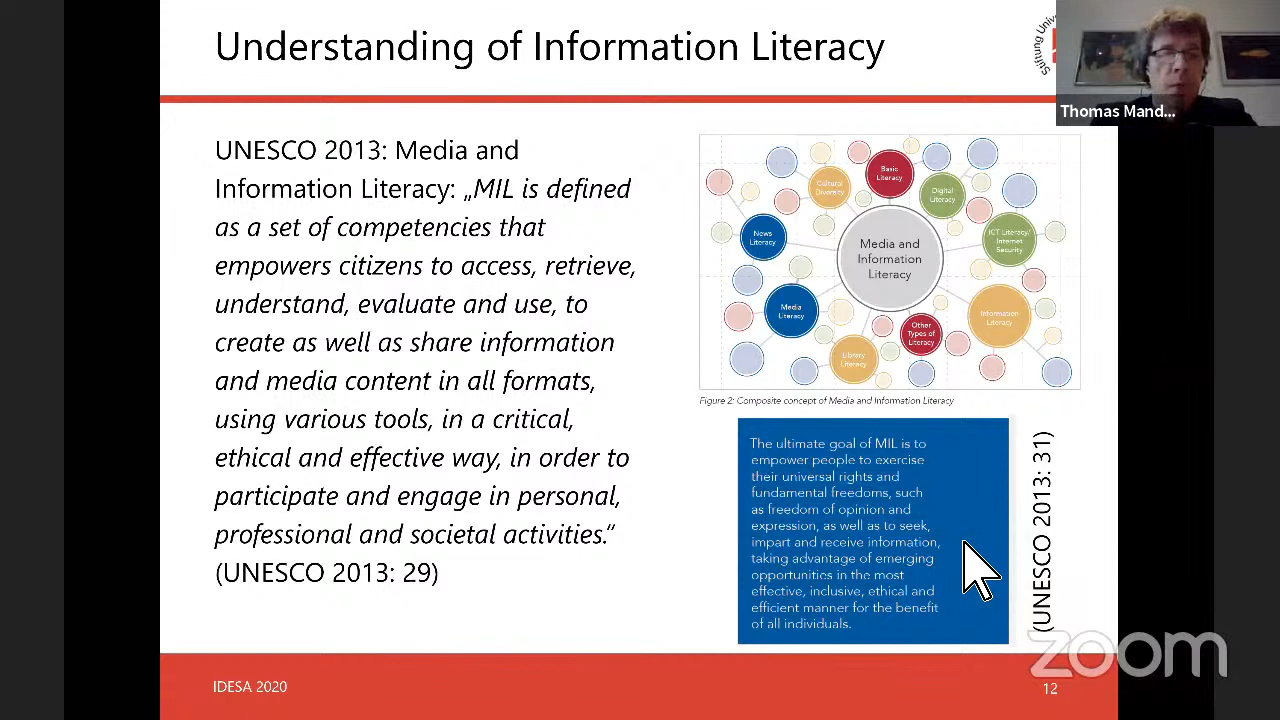 Understanding of Information Literacy
Stiftung Unive
Thomas Mand...
UNESCO 2013: Media and
Information Literacy: „MIL is defined
as a set of competencies that
empowers citizens to access, retrieve,
understand, evaluate and use, to
create as well as share information
and media content in all formats,
using various tools, in a critical,
ethical and effective way, in order to
participate and engage in personal,
professional and societal activities.“
(UNESCO 2013: 29)
Basic
Literacy
Cultural
Diversity
Digital
Literacy
News
Literacy
ICT Literacy/
Internet
Security
Media and
Information
Literacy
Media
Literacy
Information
Literacy
Other
Types of
Literacy
Library
Literacy
Figure 2: Composite concept of Media and Information Literacy
The ultimate goal of MIL is to
empower people to exercise
their universal rights and
fundamental freedoms, such
as freedom of opinion and
expression, as well as to seek,
impart and receive information,
taking advantage of emerging
opportunities in the most
effective, inclusive, ethical and
efficient manner for the benefit
of all individuals.
(UNESCO 2013: 31)
zoom
IDESA 2020
12